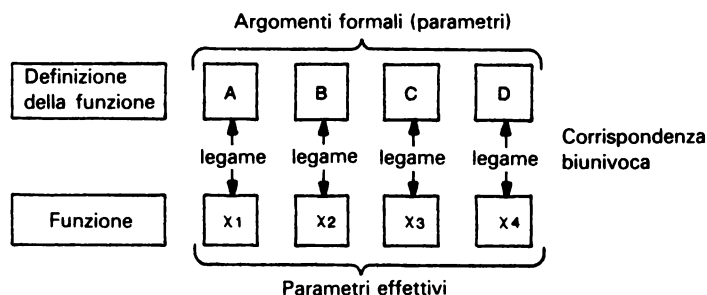 Argomenti formali (parametri)
Definizione
della funzione
A B C D
legame legame legame legame
Corrispondenza
biunivoca
Funzione
X1 X2 X3 X4
Parametri effettivi